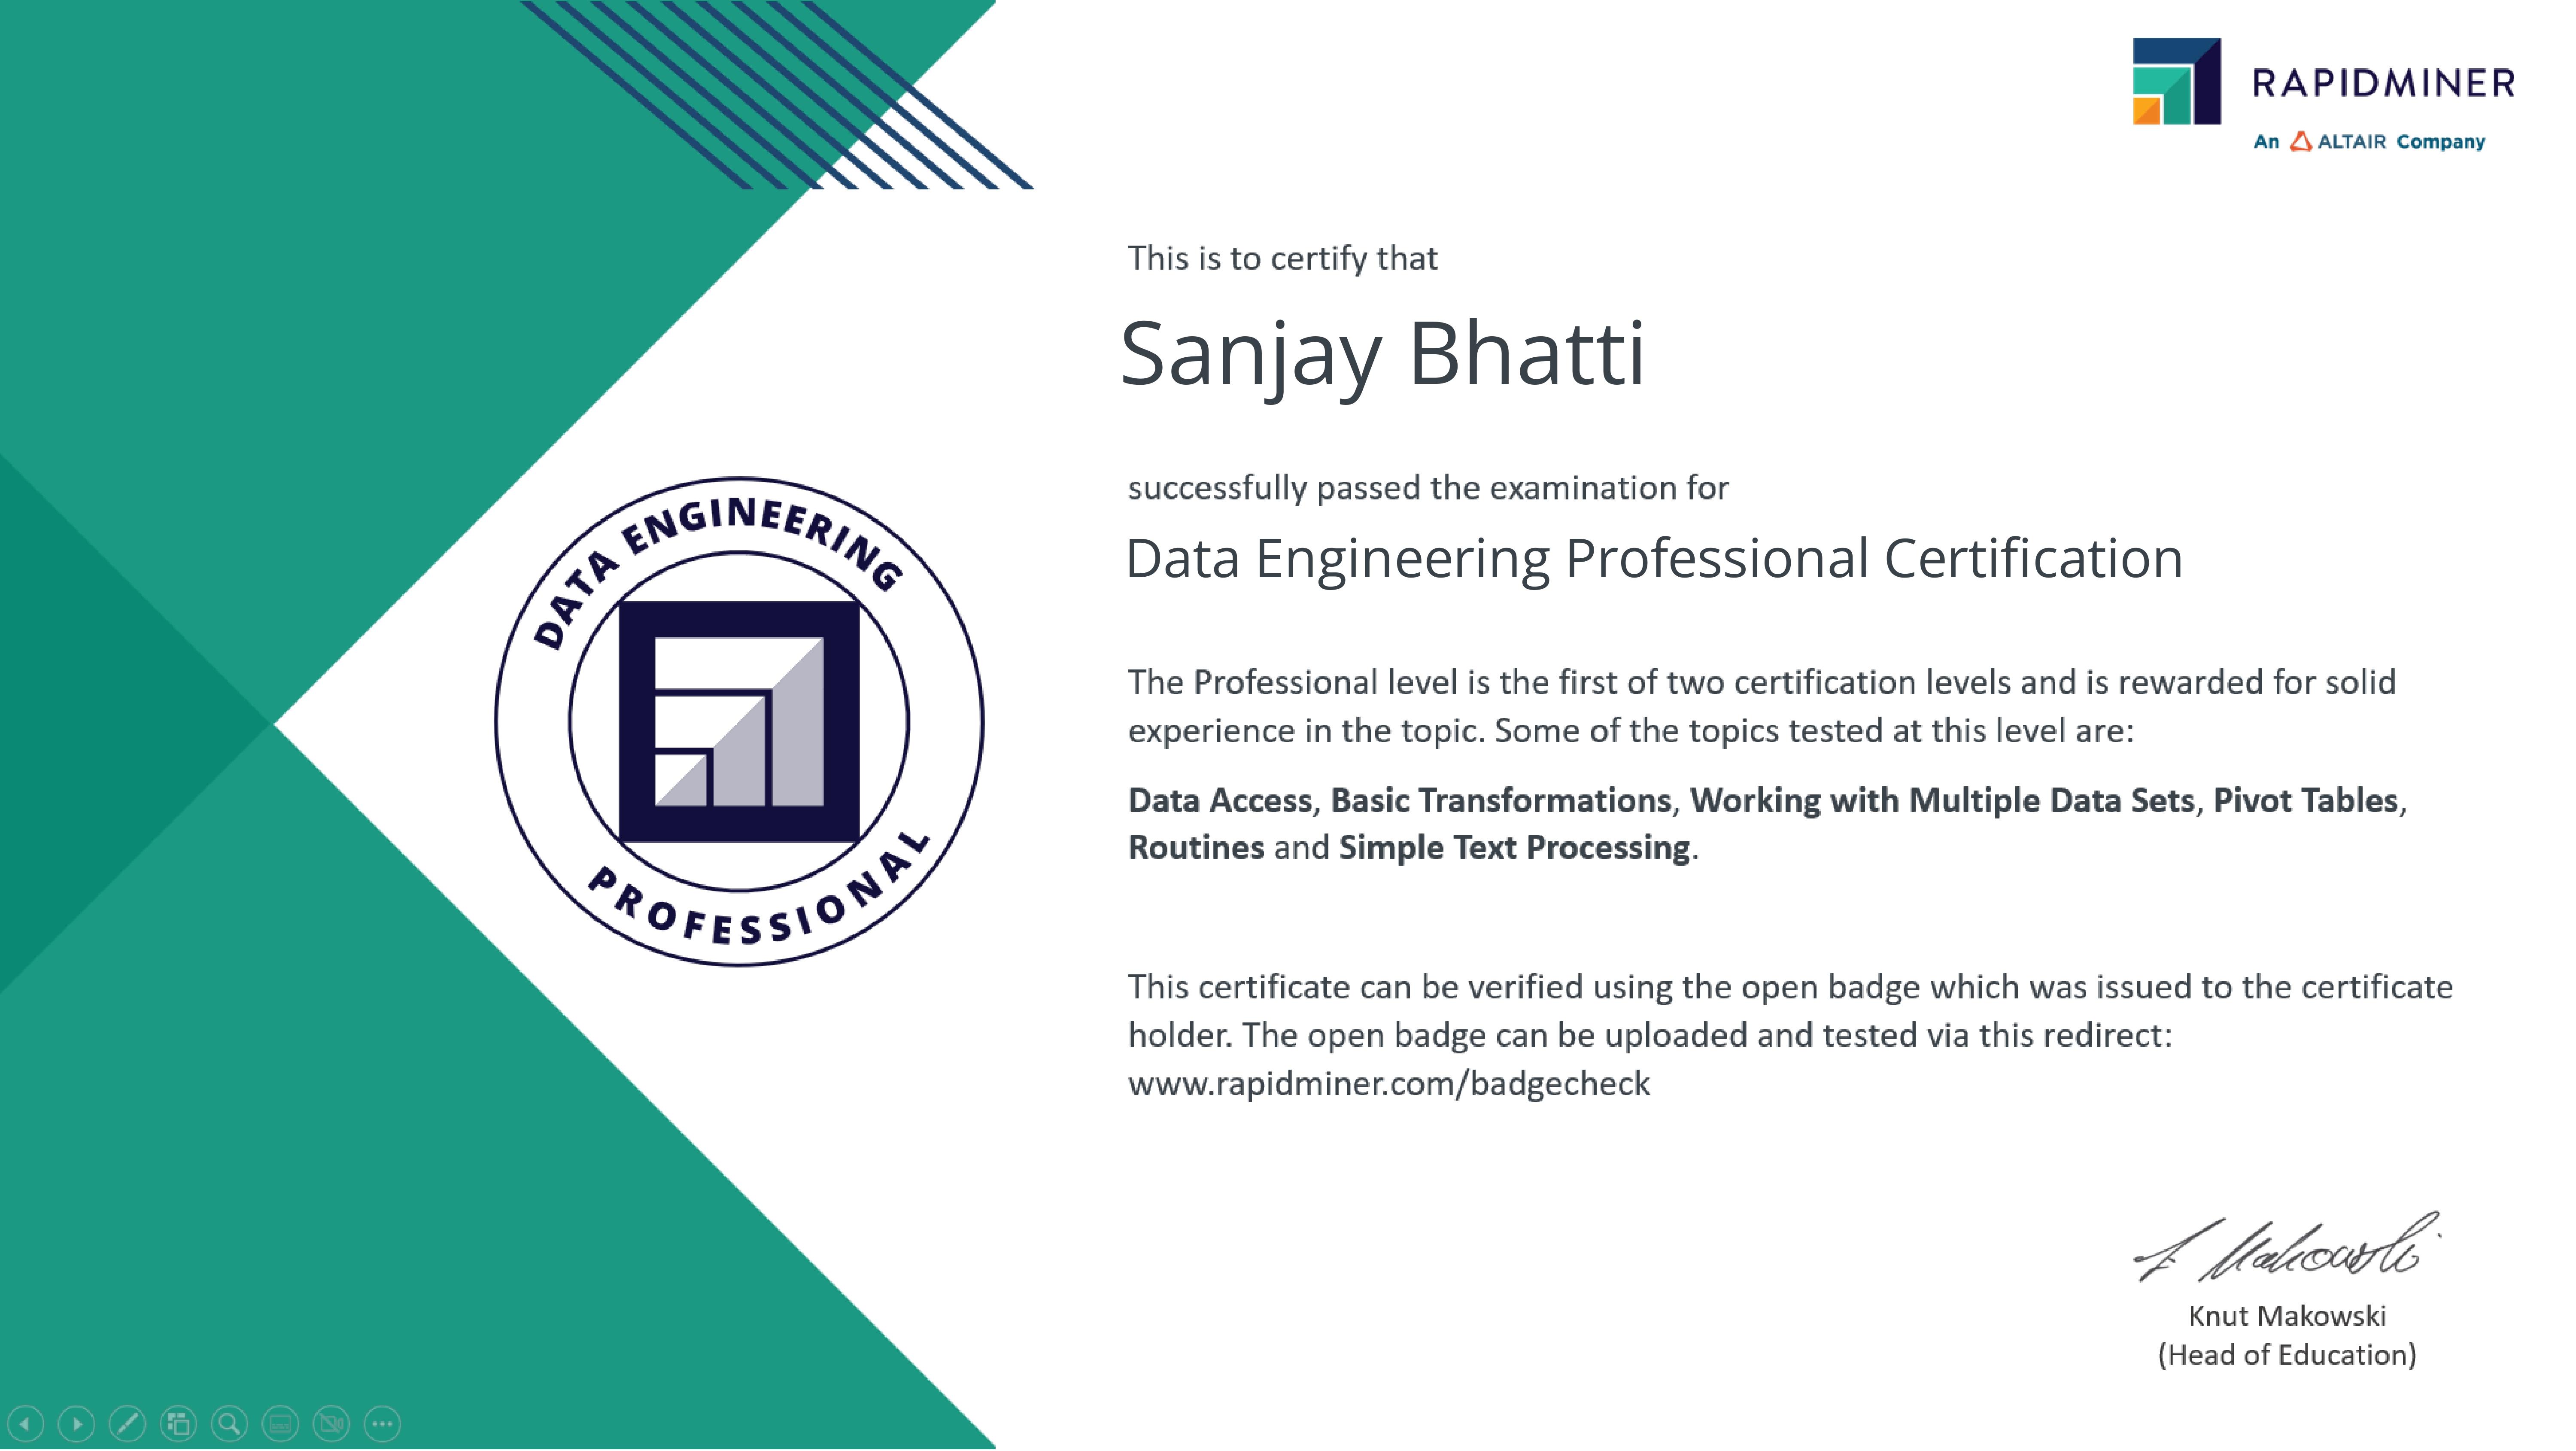 RAPIDMINER
An ALTAIR Company
This is to certify that
Sanjay Bhatti
successfully passed the examination for
Data Engineering Professional Certification
DATA ENGINEERING
PROFESSIONAL
The Professional level is the first of two certification levels and is rewarded for solid
experience in the topic. Some of the topics tested at this level are:
Data Access, Basic Transformations, Working with Multiple Data Sets, Pivot Tables,
Routines and Simple Text Processing.
This certificate can be verified using the open badge which was issued to the certificate
holder. The open badge can be uploaded and tested via this redirect:
www.rapidminer.com/badgecheck
K Makowski
Knut Makowski
(Head of Education)